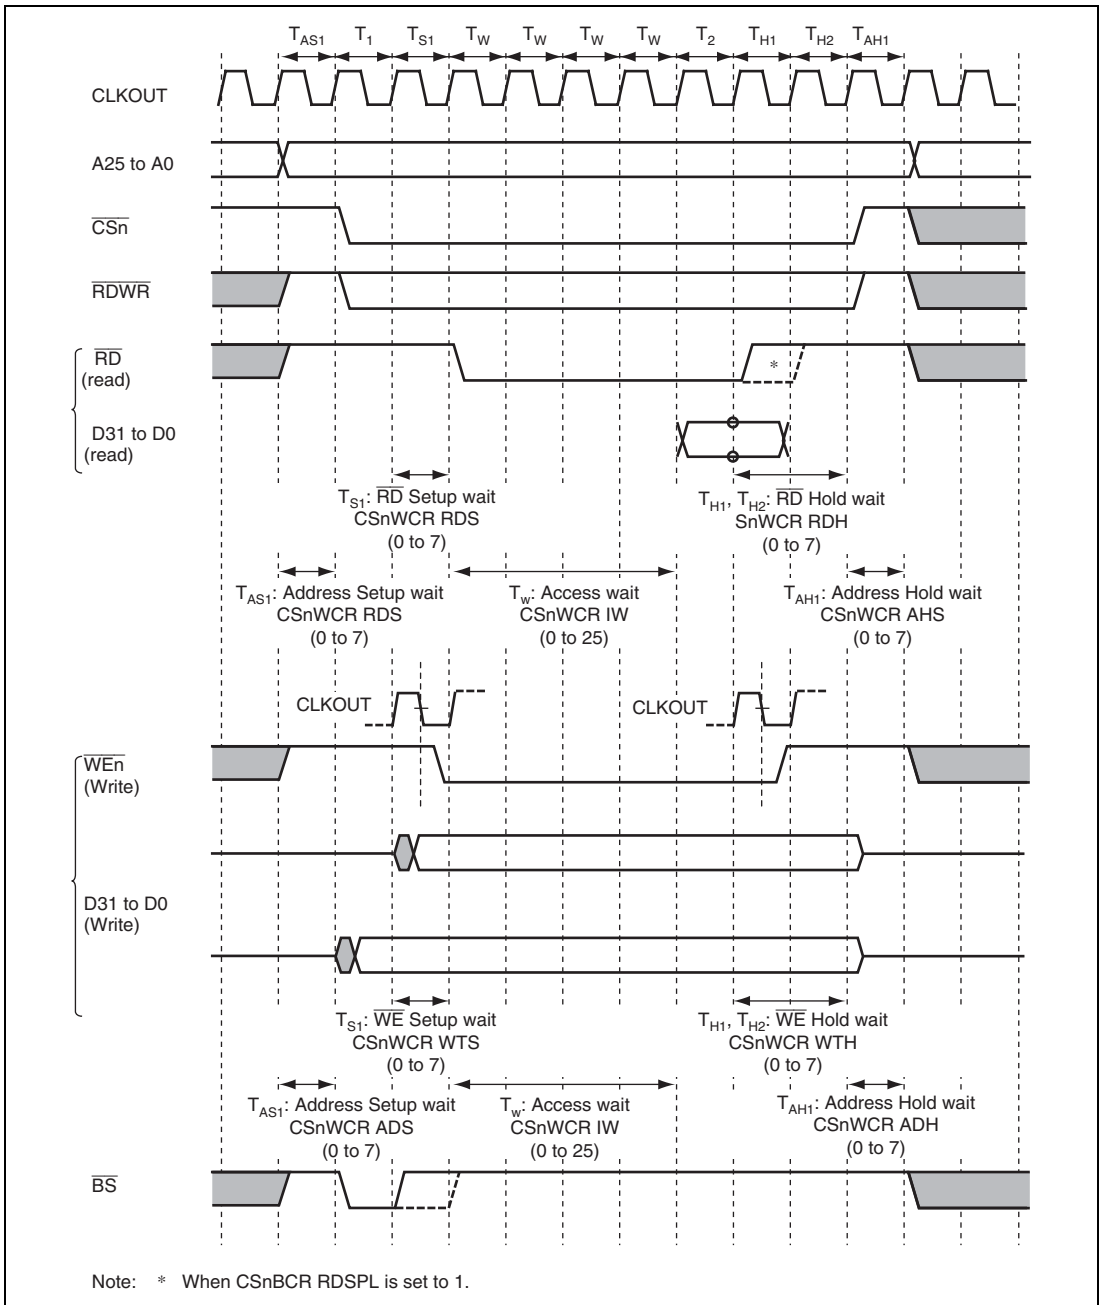 TAS1 T1 TS1 TW TW TW TW T2 TH1 TH2 TAH1
CLKOUT
A25 to A0
CSn
RDWR
RD
(read)
*
D31 to D0
(read)
TS1: RD Setup wait
CSnWCR RDS
(0 to 7)
TH1, TH2: RD Hold wait
SnWCR RDH
(0 to 7)
TAS1: Address Setup wait
CSnWCR RDS
(0 to 7)
Tw: Access wait
CSnWCR IW
(0 to 25)
TAH1: Address Hold wait
CSnWCR AHS
(0 to 7)
CLKOUT
CLKOUT
WEn
(Write)
D31 to D0
(Write)
TS1: WE Setup wait
CSnWCR WTS
(0 to 7)
TH1, TH2: WE Hold wait
CSnWCR WTH
(0 to 7)
TAS1: Address Setup wait
CSnWCR ADS
(0 to 7)
Tw: Access wait
CSnWCR IW
(0 to 25)
TAH1: Address Hold wait
CSnWCR ADH
(0 to 7)
BS
Note: * When CSnBCR RDSPL is set to 1.